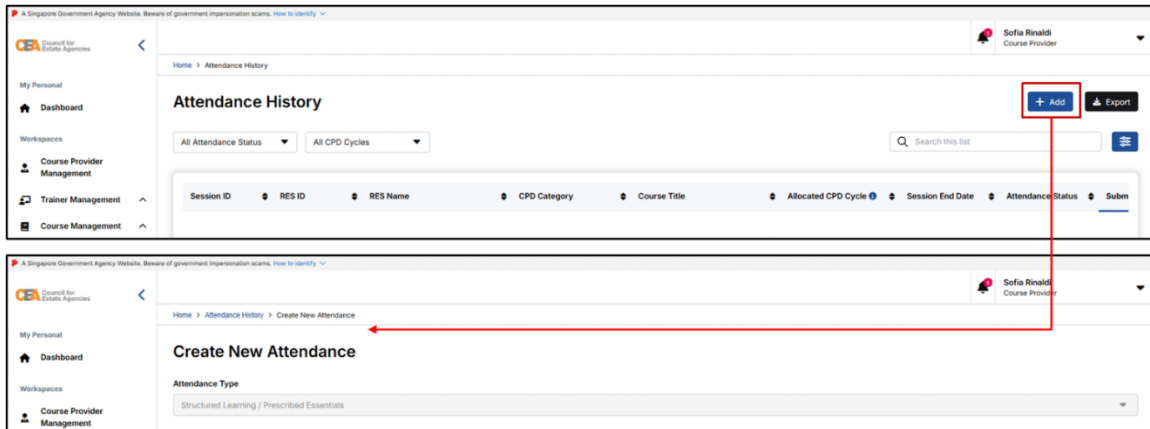 A Singapore Government Agency Website. Beware of government impersonation scams. How to identify
CEA Council for Estate Agencies
Sofia Rinaldi
Course Provider
Home > Attendance History
My Personal
Dashboard
Attendance History
+ Add
Export
Workspaces
All Attendance Status
All CPD Cycles
Search this list
Course Provider Management
Trainer Management
Course Management
Session ID RES ID RES Name CPD Category Course Title Allocated CPD Cycle Session End Date Attendance Status Subm
A Singapore Government Agency Website. Beware of government impersonation scams. How to identify
CEA Council for Estate Agencies
Sofia Rinaldi
Course Provider
Home > Attendance History > Create New Attendance
My Personal
Dashboard
Create New Attendance
Workspaces
Attendance Type
Structured Learning / Prescribed Essentials
Course Provider Management